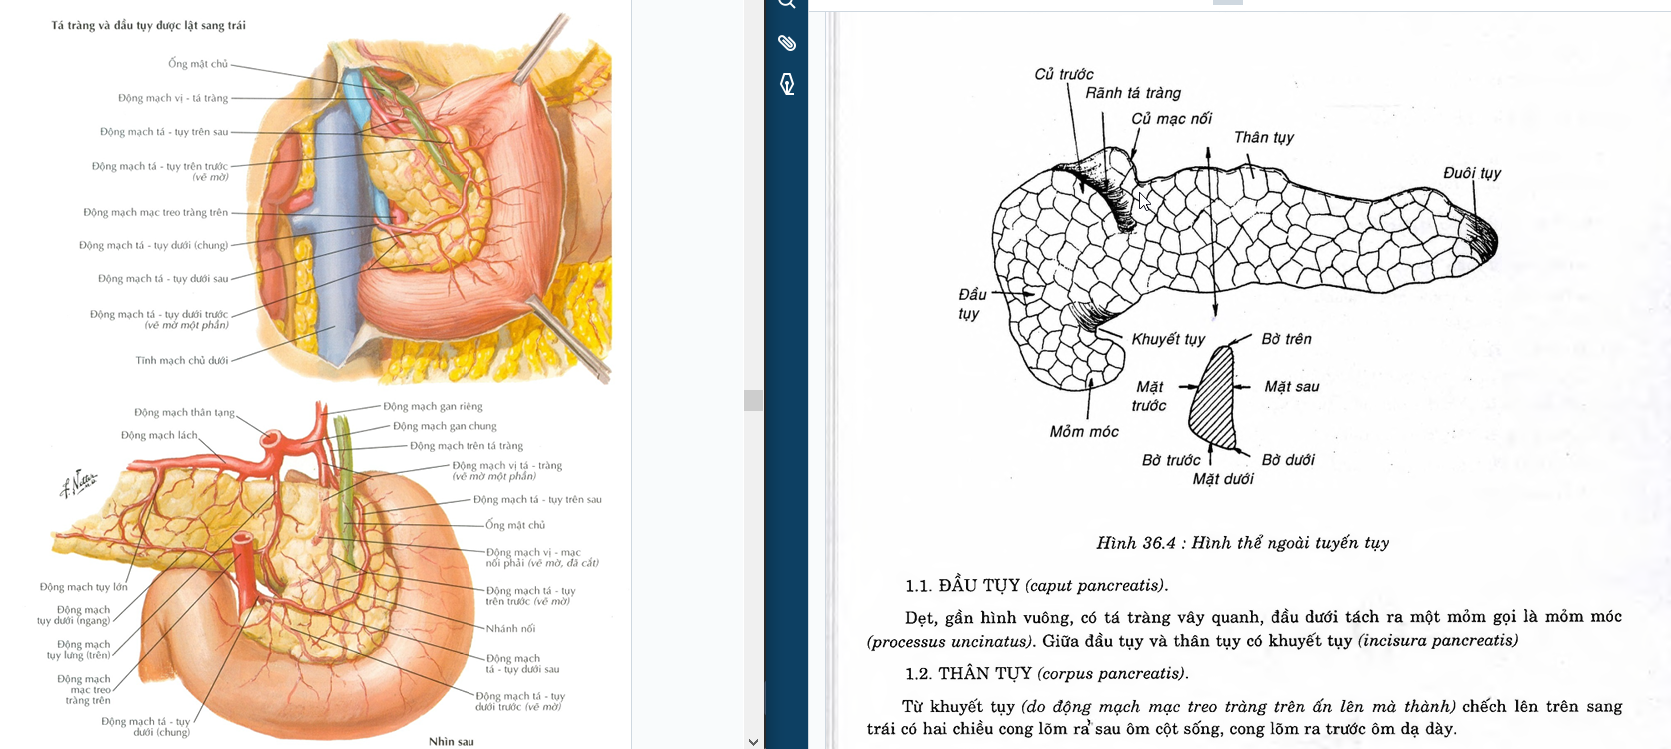 Tá tràng và đầu tụy được lật sang trái
Ống mật chủ
Động mạch vị - tá tràng
Động mạch tá - tụy trên sau
Động mạch tá - tụy trên trước
(vẽ mờ)
Động mạch mạc treo tràng trên
Động mạch tá - tụy dưới (chung)
Động mạch tá - tụy dưới sau
Động mạch tá - tụy dưới trước
(vẽ mờ một phần)
Tĩnh mạch chủ dưới
Động mạch thân tạng
Động mạch lách
Động mạch gan riêng
Động mạch gan chung
Động mạch trên tá tràng
Động mạch vị tá - tràng
(vẽ mờ một phần)
Động mạch tá - tụy trên sau
Ống mật chủ
Động mạch vị - mạc
nối phải (vẽ mờ, đã cắt)
Động mạch tá - tụy
trên trước (vẽ mờ)
Nhánh nối
Động mạch
tá - tụy dưới sau
Động mạch tá - tụy
dưới trước (vẽ mờ)
Động mạch tụy lớn
Động mạch
tụy dưới (ngang)
Động mạch
tụy lưng (trên)
Động mạch
mạc treo
tràng trên
Động mạch tá - tụy
dưới (chung)
Nhìn sau
Củ trước
Rãnh tá tràng
Củ mạc nối
Thân tụy
Đuôi tụy
Đầu
tụy
Khuyết tụy
Mỏm móc
Bờ trên
Mặt
trước
Mặt sau
Bờ trước
Bờ dưới
Mặt dưới
Hình 36.4 : Hình thể ngoài tuyến tụy
1.1. ĐẦU TỤY (caput pancreatis).
Dẹt, gần hình vuông, có tá tràng vây quanh, đầu dưới tách ra một mỏm gọi là mỏm móc
(processus uncinatus). Giữa đầu tụy và thân tụy có khuyết tụy (incisura pancreatis)
1.2. THÂN TỤY (corpus pancreatis).
Từ khuyết tụy (do động mạch mạc treo tràng trên ấn lên mà thành) chếch lên trên sang
trái có hai chiều cong lõm ra sau ôm cột sống, cong lõm ra trước ôm dạ dày.